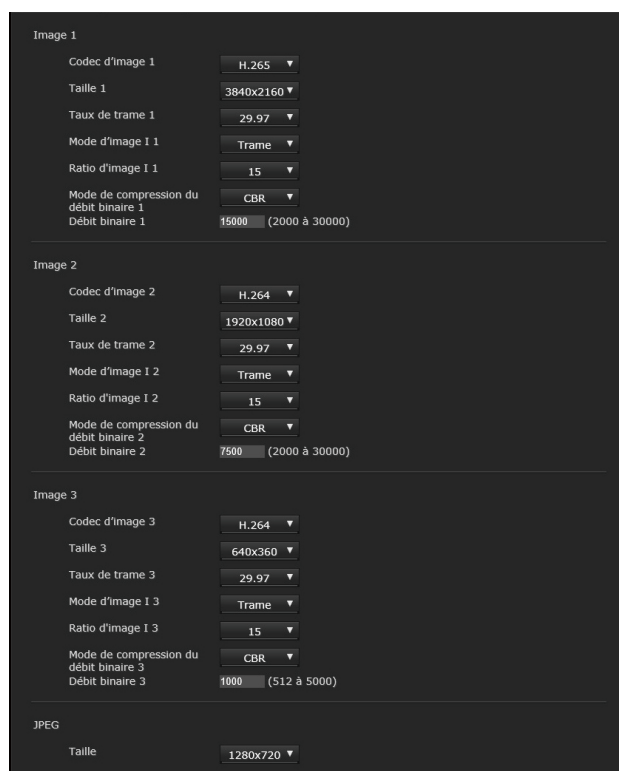 Image 1
Codec d'image 1 H.265
Taille 1 3840x2160
Taux de trame 1 29.97
Mode d'image I 1 Trame
Ratio d'image I 1 15
Mode de compression du
débit binaire 1 CBR
Débit binaire 1 15000 (2000 à 30000)
Image 2
Codec d'image 2 H.264
Taille 2 1920x1080
Taux de trame 2 29.97
Mode d'image I 2 Trame
Ratio d'image I 2 15
Mode de compression du
débit binaire 2 CBR
Débit binaire 2 7500 (2000 à 30000)
Image 3
Codec d'image 3 H.264
Taille 3 640x360
Taux de trame 3 29.97
Mode d'image I 3 Trame
Ratio d'image I 3 15
Mode de compression du
débit binaire 3 CBR
Débit binaire 3 1000 (512 à 5000)
JPEG
Taille 1280x720